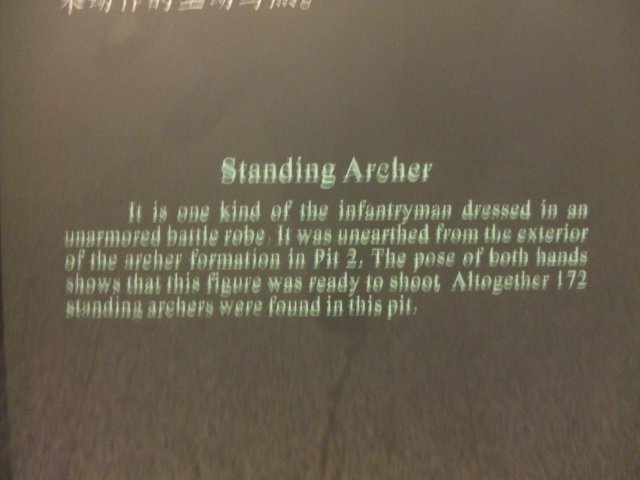 Standing Archer
It is one kind of the infantryman dressed in an
unarmored battle robe. It was unearthed from the exterior
of the archer formation in Pit 2. The pose of both hands
shows that this figure was ready to shoot. Altogether 172
standing archers were found in this pit.